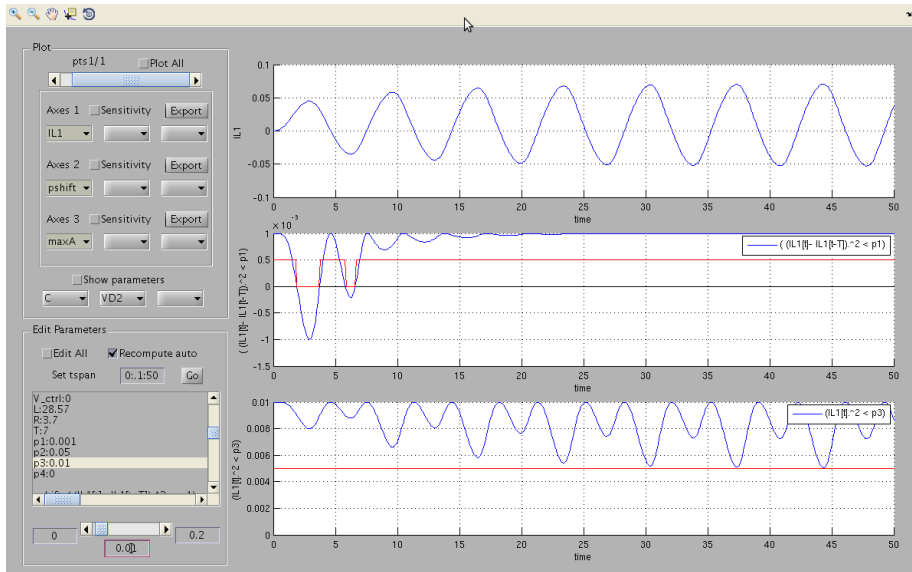 Plot
pts1/1 Plot All
Axes 1 Sensitivity Export
IL1
Axes 2 Sensitivity Export
pshift
Axes 3 Sensitivity Export
maxA
Show parameters
C VD2
Edit Parameters
Edit All Recompute auto
Set tspan 0:.1:50 Go
V_ctrl:0
L:28.57
R:3.7
T:7
p1:0.001
p2:0.05
p3:0.01
p4:0
0 0.2
0.01
0.1
0.05
0
-0.05
-0.1
IL1
0 5 10 15 20 25 30 35 40 45 50
time
× 10⁻³
1
0.5
0
-0.5
-1
-1.5
( (IL1[t]- IL1[t-T]).^2 < p1)
( (IL1[t]- IL1[t-T]).^2 < p1)
0 5 10 15 20 25 30 35 40 45 50
time
0.01
0.008
0.006
0.004
0.002
0
(IL1[t].^2 < p3)
(IL1[t].^2 < p3)
0 5 10 15 20 25 30 35 40 45 50
time